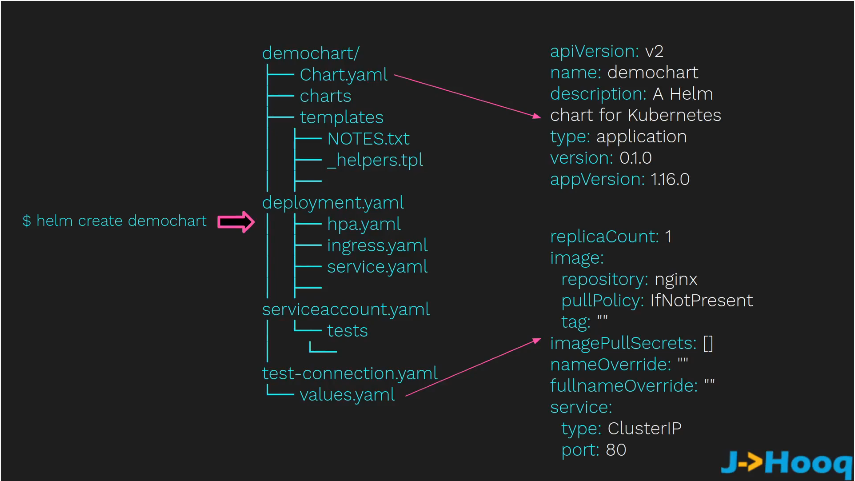 $ helm create demochart
demochart/
├── Chart.yaml
├── charts
├── templates
│ ├── NOTES.txt
│ ├── _helpers.tpl
│ ├──
deployment.yaml
│ ├── hpa.yaml
│ ├── ingress.yaml
│ ├── service.yaml
│ ├──
serviceaccount.yaml
│ └── tests
│ └──
test-connection.yaml
└── values.yaml
apiVersion: v2
name: demochart
description: A Helm
chart for Kubernetes
type: application
version: 0.1.0
appVersion: 1.16.0
replicaCount: 1
image:
repository: nginx
pullPolicy: IfNotPresent
tag: ""
imagePullSecrets: []
nameOverride: ""
fullnameOverride: ""
service:
type: ClusterIP
port: 80
J->Hooq